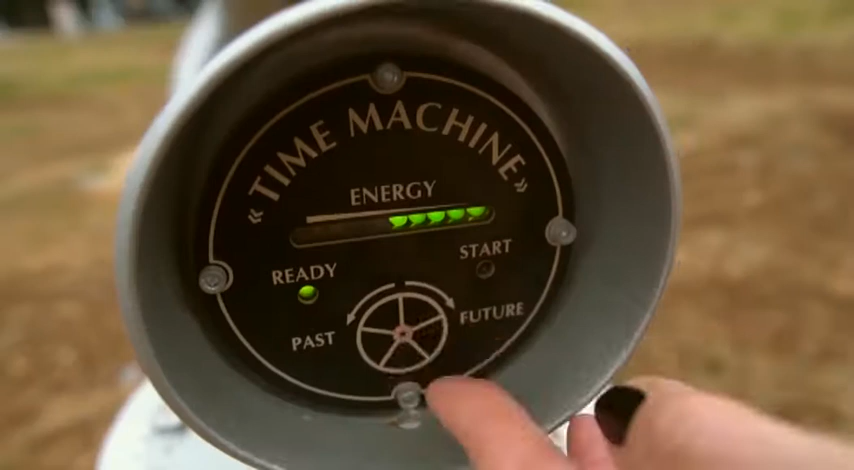 «TIME MACHINE»
ENERGY
READY
START
PAST
FUTURE